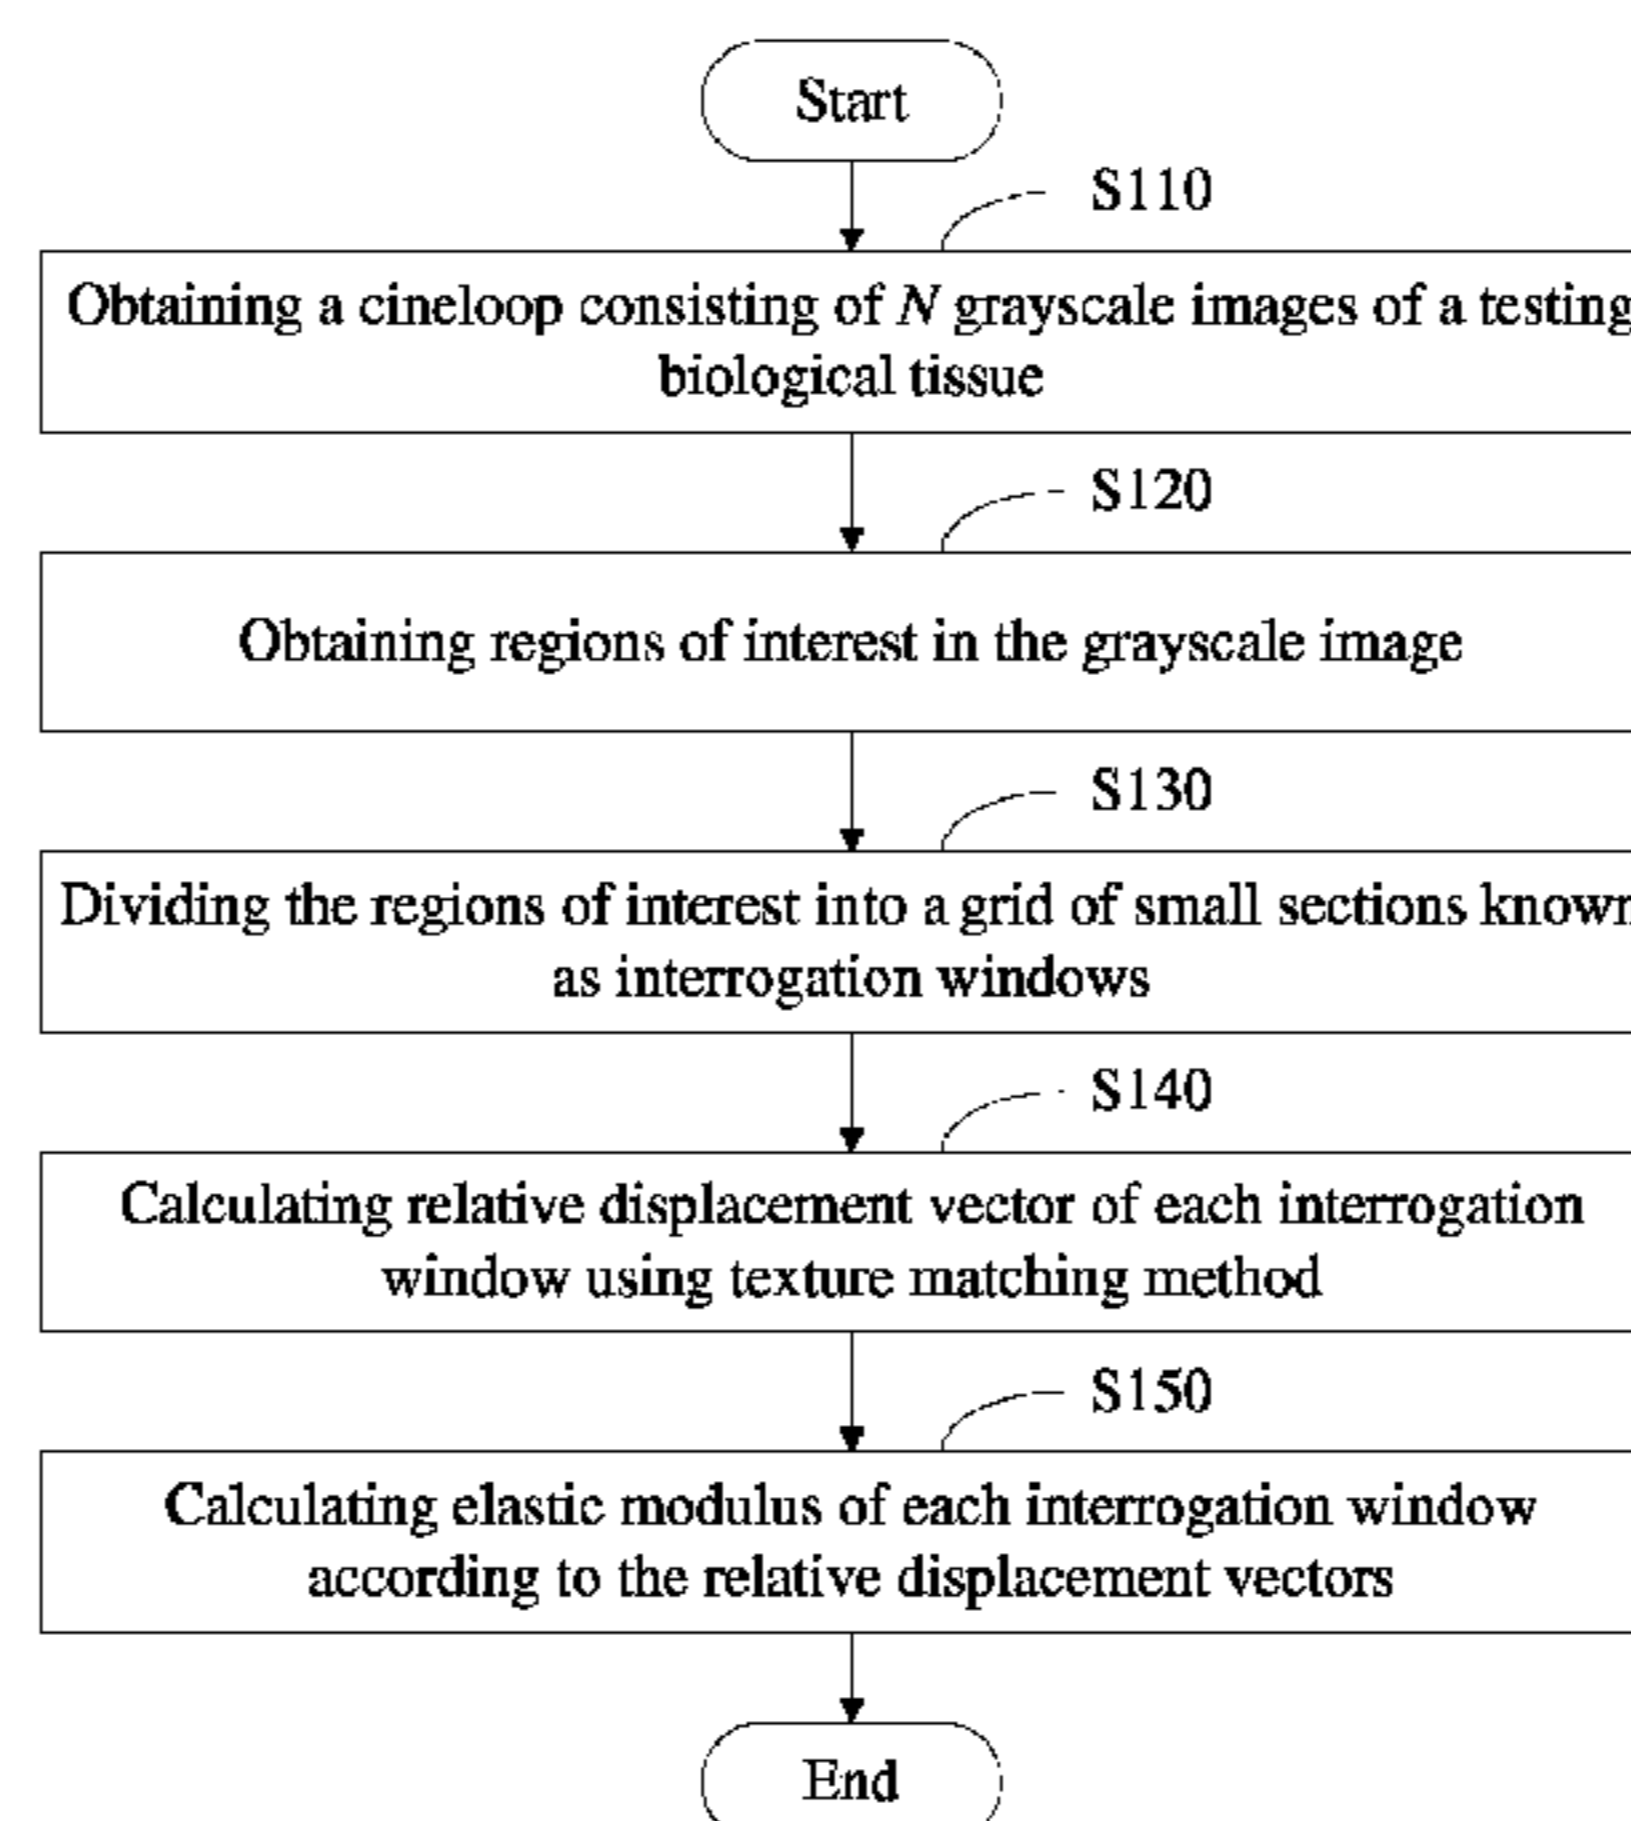 Start
S110
Obtaining a cineloop consisting of N grayscale images of a testing
biological tissue
S120
Obtaining regions of interest in the grayscale image
S130
Dividing the regions of interest into a grid of small sections known
as interrogation windows
S140
Calculating relative displacement vector of each interrogation
window using texture matching method
S150
Calculating elastic modulus of each interrogation window
according to the relative displacement vectors
End